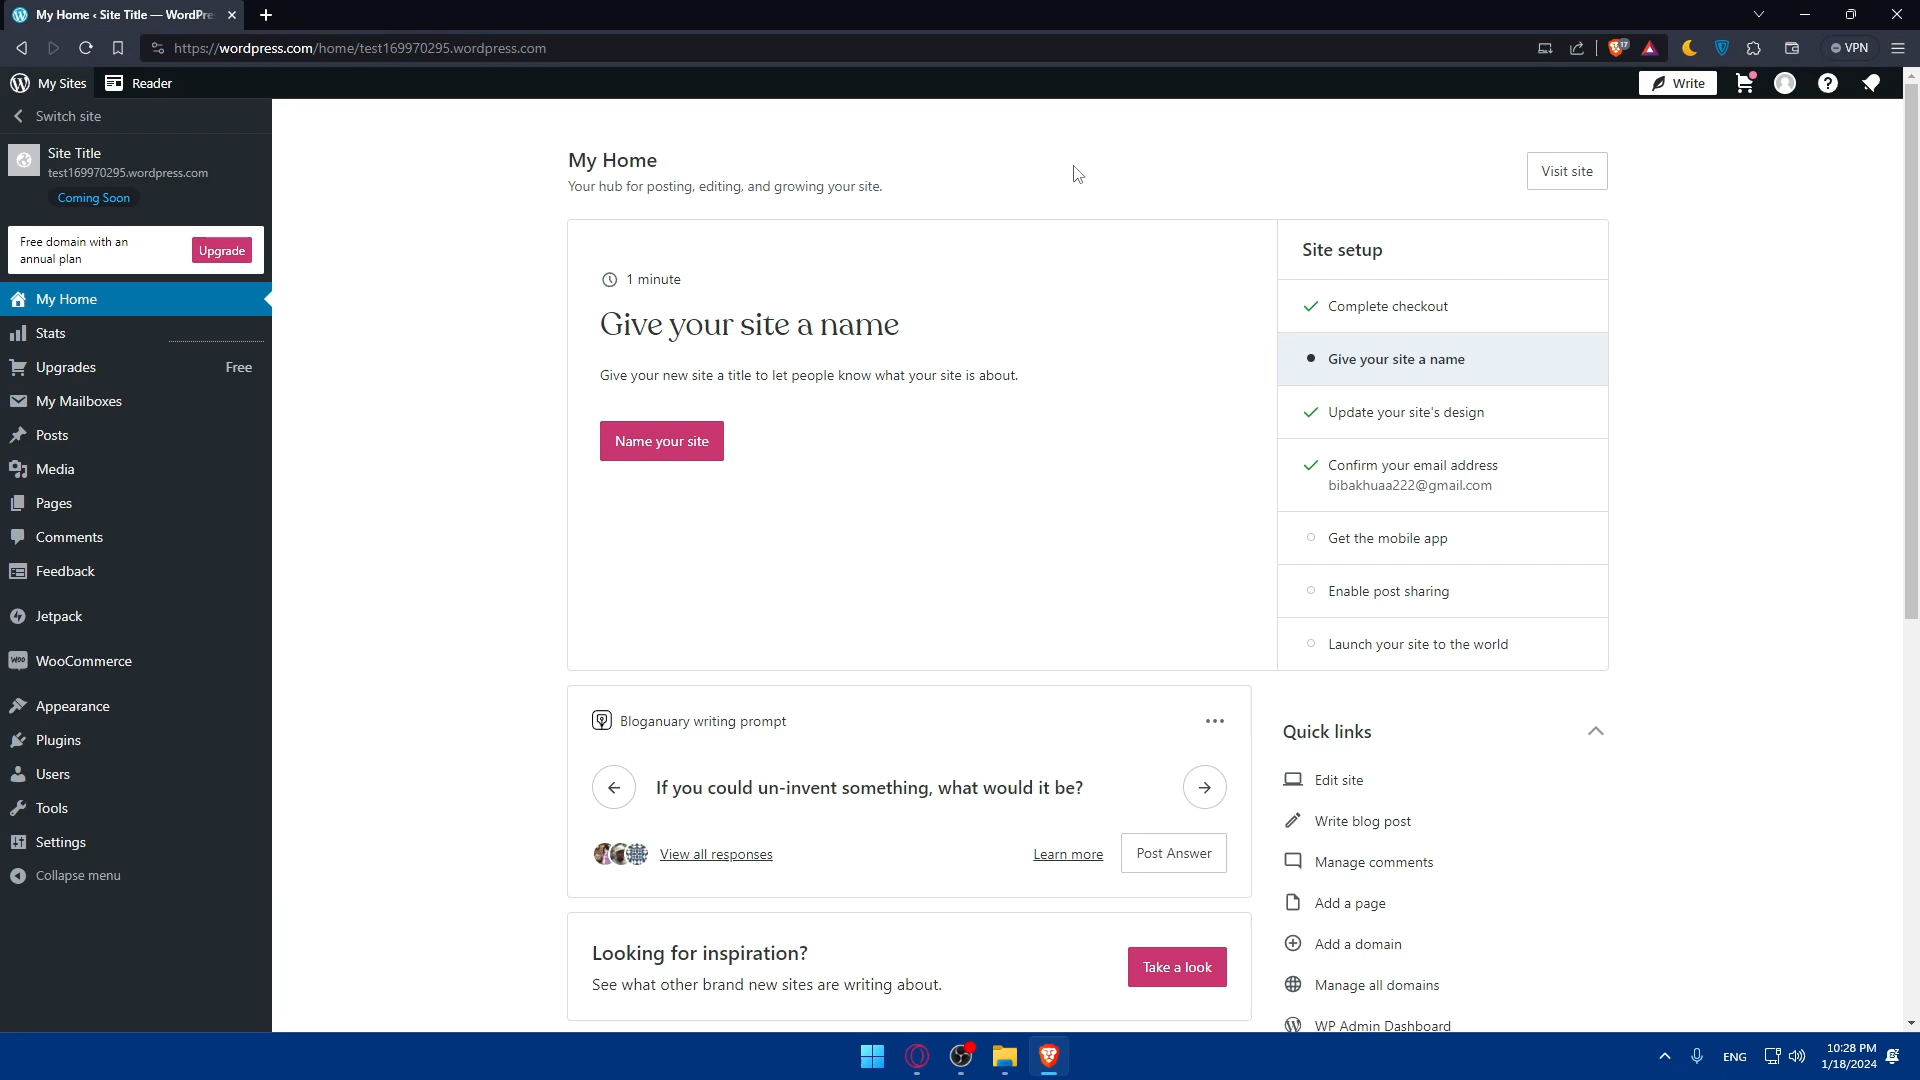 My Home ‹ Site Title — WordPre
https://wordpress.com/home/test169970295.wordpress.com
17
VPN
My Sites
Reader
Write
Switch site
Site Title
test169970295.wordpress.com
Coming Soon
Free domain with an
annual plan
Upgrade
My Home
Stats
Upgrades
Free
My Mailboxes
Posts
Media
Pages
Comments
Feedback
Jetpack
WooCommerce
Appearance
Plugins
Users
Tools
Settings
Collapse menu
My Home
Your hub for posting, editing, and growing your site.
Visit site
1 minute
Give your site a name
Give your new site a title to let people know what your site is about.
Name your site
Site setup
Complete checkout
Give your site a name
Update your site's design
Confirm your email address
bibakhuaa222@gmail.com
Get the mobile app
Enable post sharing
Launch your site to the world
Bloganuary writing prompt
If you could un-invent something, what would it be?
View all responses
Learn more
Post Answer
Looking for inspiration?
See what other brand new sites are writing about.
Take a look
Quick links
Edit site
Write blog post
Manage comments
Add a page
Add a domain
Manage all domains
WP Admin Dashboard
ENG
10:28 PM
1/18/2024